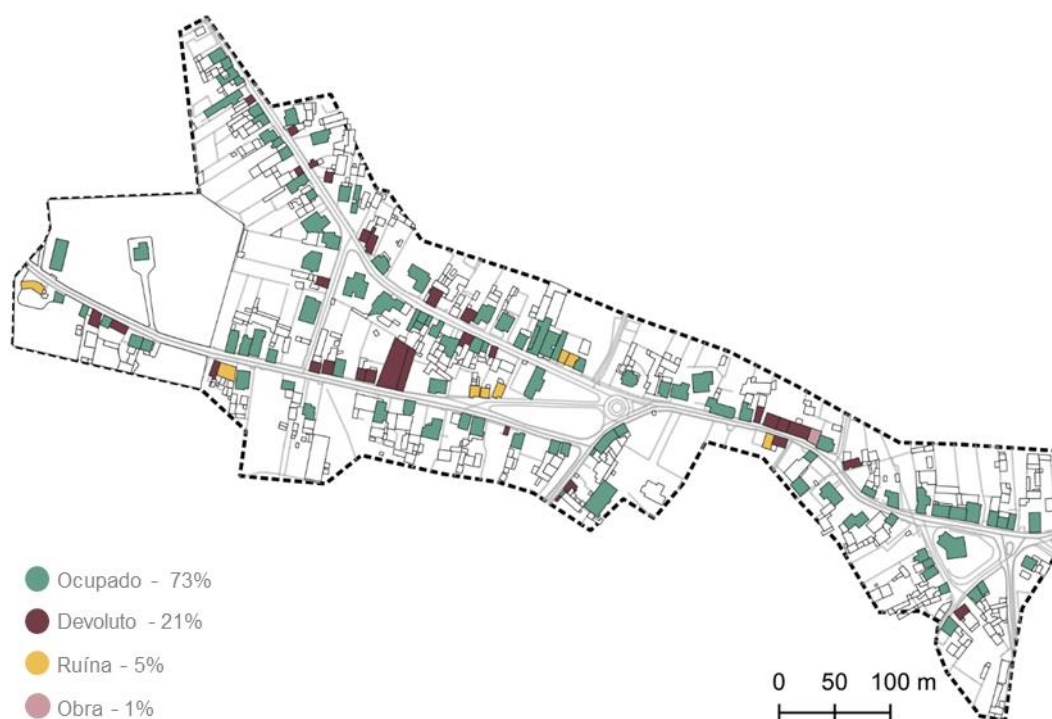 Ocupado - 73%
Devoluto - 21%
Ruína - 5%
Obra - 1%
0 50 100 m